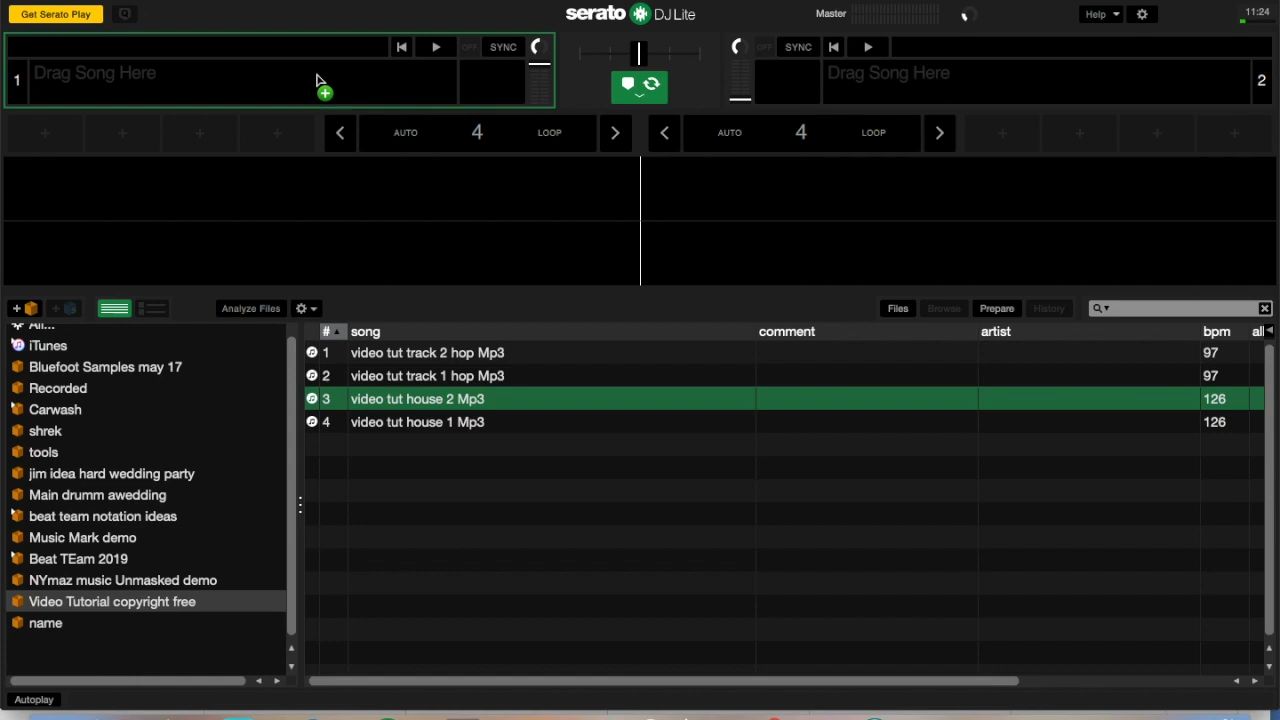 Get Serato Play
serato DJ Lite
Master
Help
11:24
OFF SYNC
OFF SYNC
1 Drag Song Here
Drag Song Here 2
AUTO 4 LOOP
AUTO 4 LOOP
Analyze Files
Files Browse Prepare History
# song comment artist bpm
All...
iTunes
Bluefoot Samples may 17
Recorded
Carwash
shrek
tools
jim idea hard wedding party
Main drumm awedding
beat team notation ideas
Music Mark demo
Beat TEam 2019
NYmaz music Unmasked demo
Video Tutorial copyright free
name
1 video tut track 2 hop Mp3 97
2 video tut track 1 hop Mp3 97
3 video tut house 2 Mp3 126
4 video tut house 1 Mp3 126
Autoplay